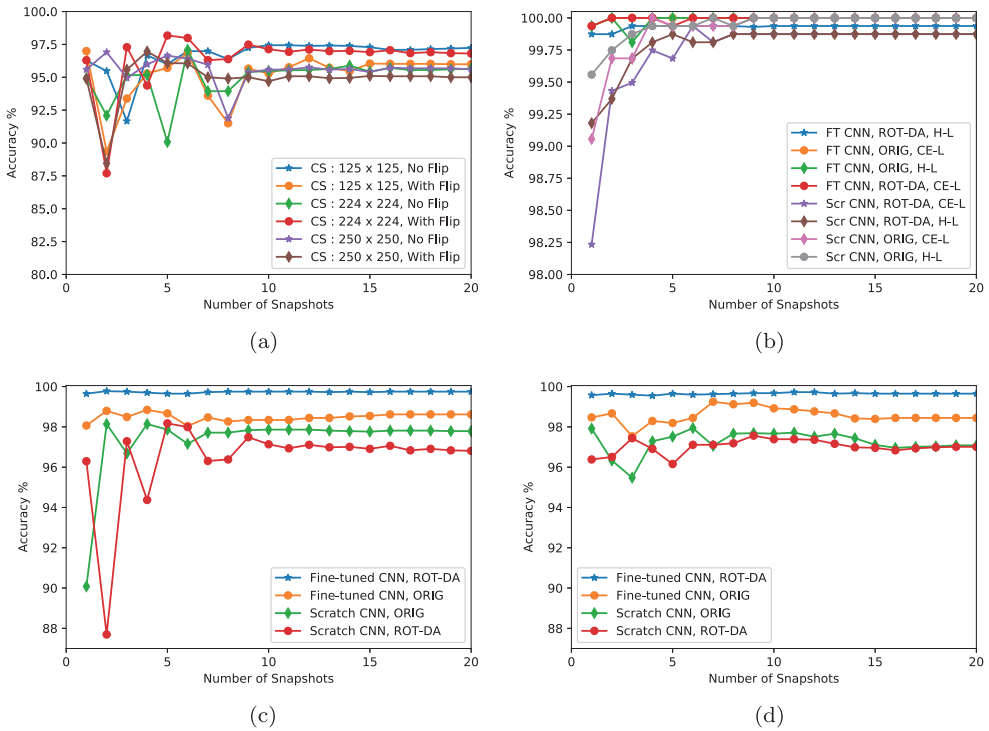 100.0
97.5
95.0
92.5
90.0
87.5
85.0
82.5
80.0
Accuracy %
0
5
10
15
20
Number of Snapshots
CS : 125 x 125, No Flip
CS : 125 x 125, With Flip
CS : 224 x 224, No Flip
CS : 224 x 224, With Flip
CS : 250 x 250, No Flip
CS : 250 x 250, With Flip
(a)
100.00
99.75
99.50
99.25
99.00
98.75
98.50
98.25
98.00
Accuracy %
0
5
10
15
20
Number of Snapshots
FT CNN, ROT-DA, H-L
FT CNN, ORIG, CE-L
FT CNN, ORIG, H-L
FT CNN, ROT-DA, CE-L
Scr CNN, ROT-DA, CE-L
Scr CNN, ROT-DA, H-L
Scr CNN, ORIG, CE-L
Scr CNN, ORIG, H-L
(b)
100
98
96
94
92
90
88
Accuracy %
0
5
10
15
20
Number of Snapshots
Fine-tuned CNN, ROT-DA
Fine-tuned CNN, ORIG
Scratch CNN, ORIG
Scratch CNN, ROT-DA
(c)
100
98
96
94
92
90
88
Accuracy %
0
5
10
15
20
Number of Snapshots
Fine-tuned CNN, ROT-DA
Fine-tuned CNN, ORIG
Scratch CNN, ORIG
Scratch CNN, ROT-DA
(d)